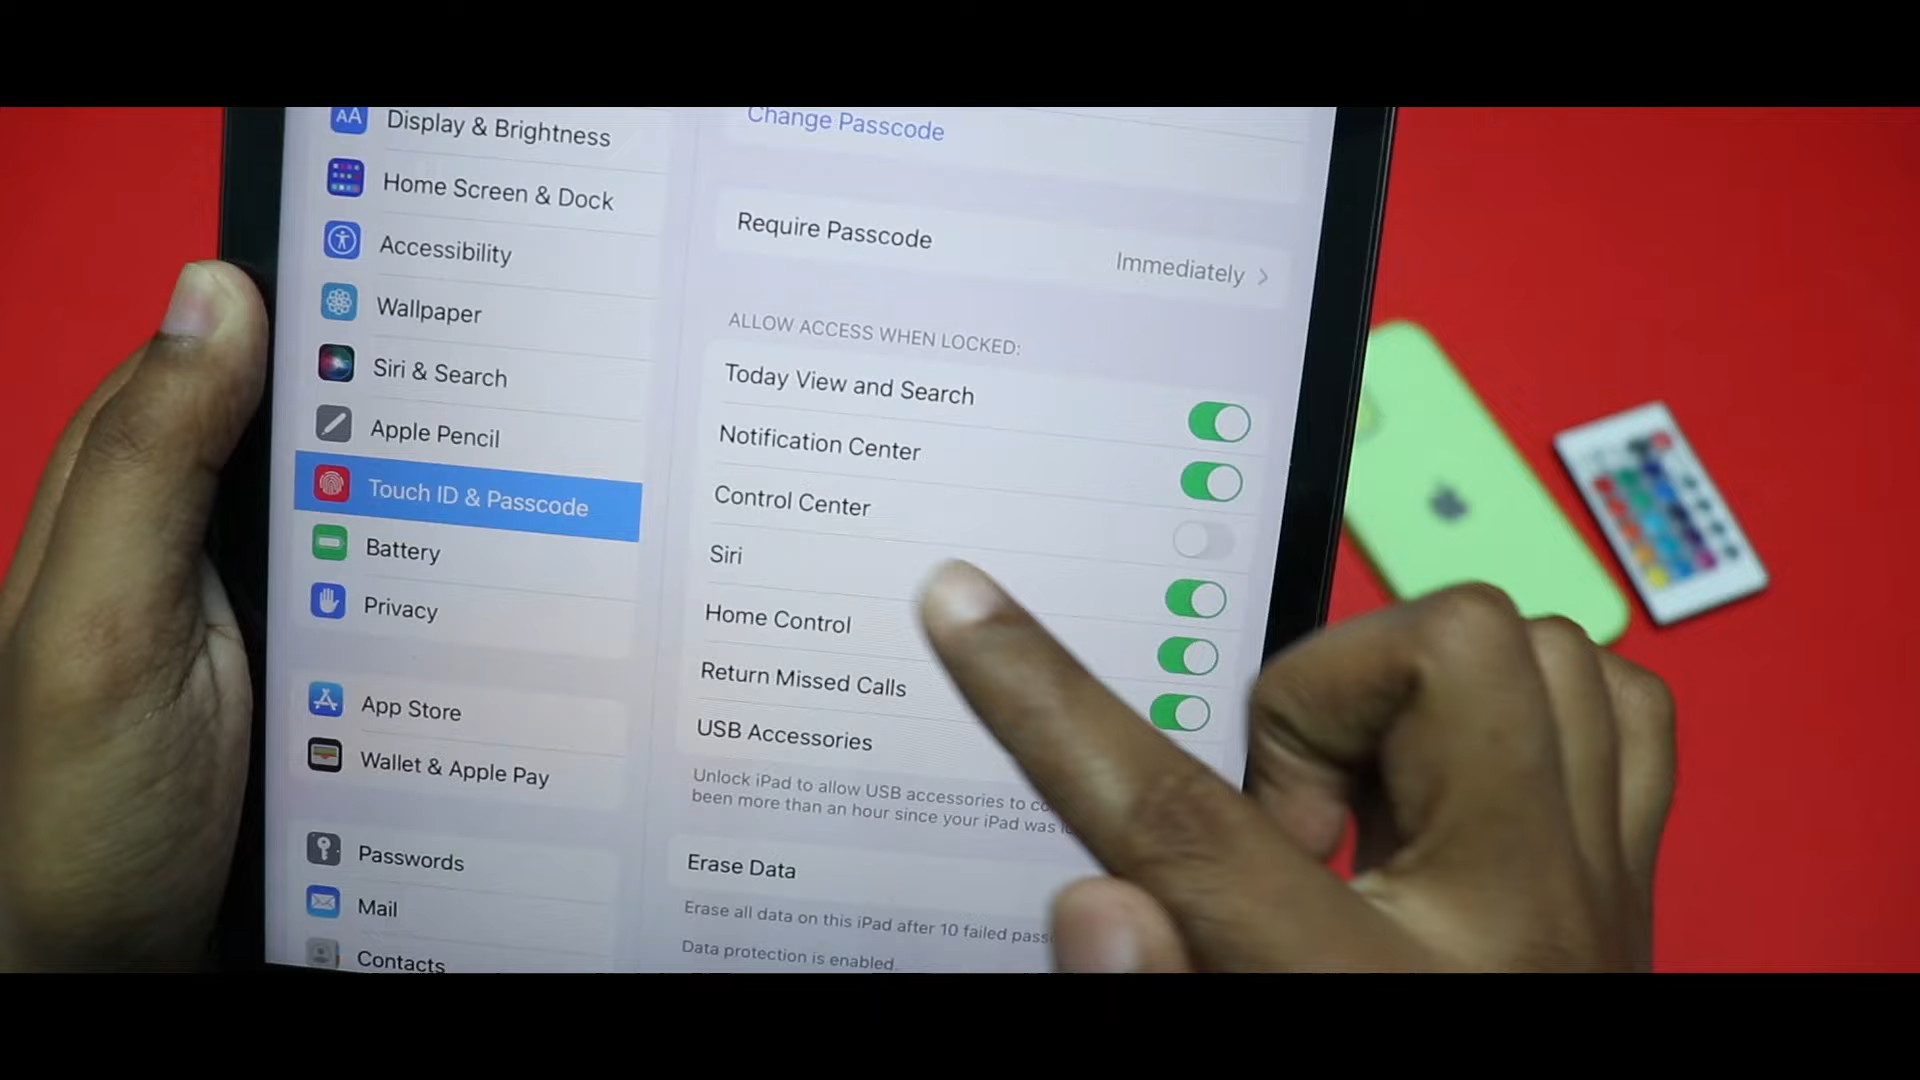 Display & Brightness
Home Screen & Dock
Accessibility
Wallpaper
Siri & Search
Apple Pencil
Touch ID & Passcode
Battery
Privacy
App Store
Wallet & Apple Pay
Passwords
Mail
Contacts
Change Passcode
Require Passcode
Immediately
ALLOW ACCESS WHEN LOCKED:
Today View and Search
Notification Center
Control Center
Siri
Home Control
Return Missed Calls
USB Accessories
Unlock iPad to allow USB accessories to
been more than an hour since your iPad was
Erase Data
Erase all data on this iPad after 10 failed
Data protection is enabled.